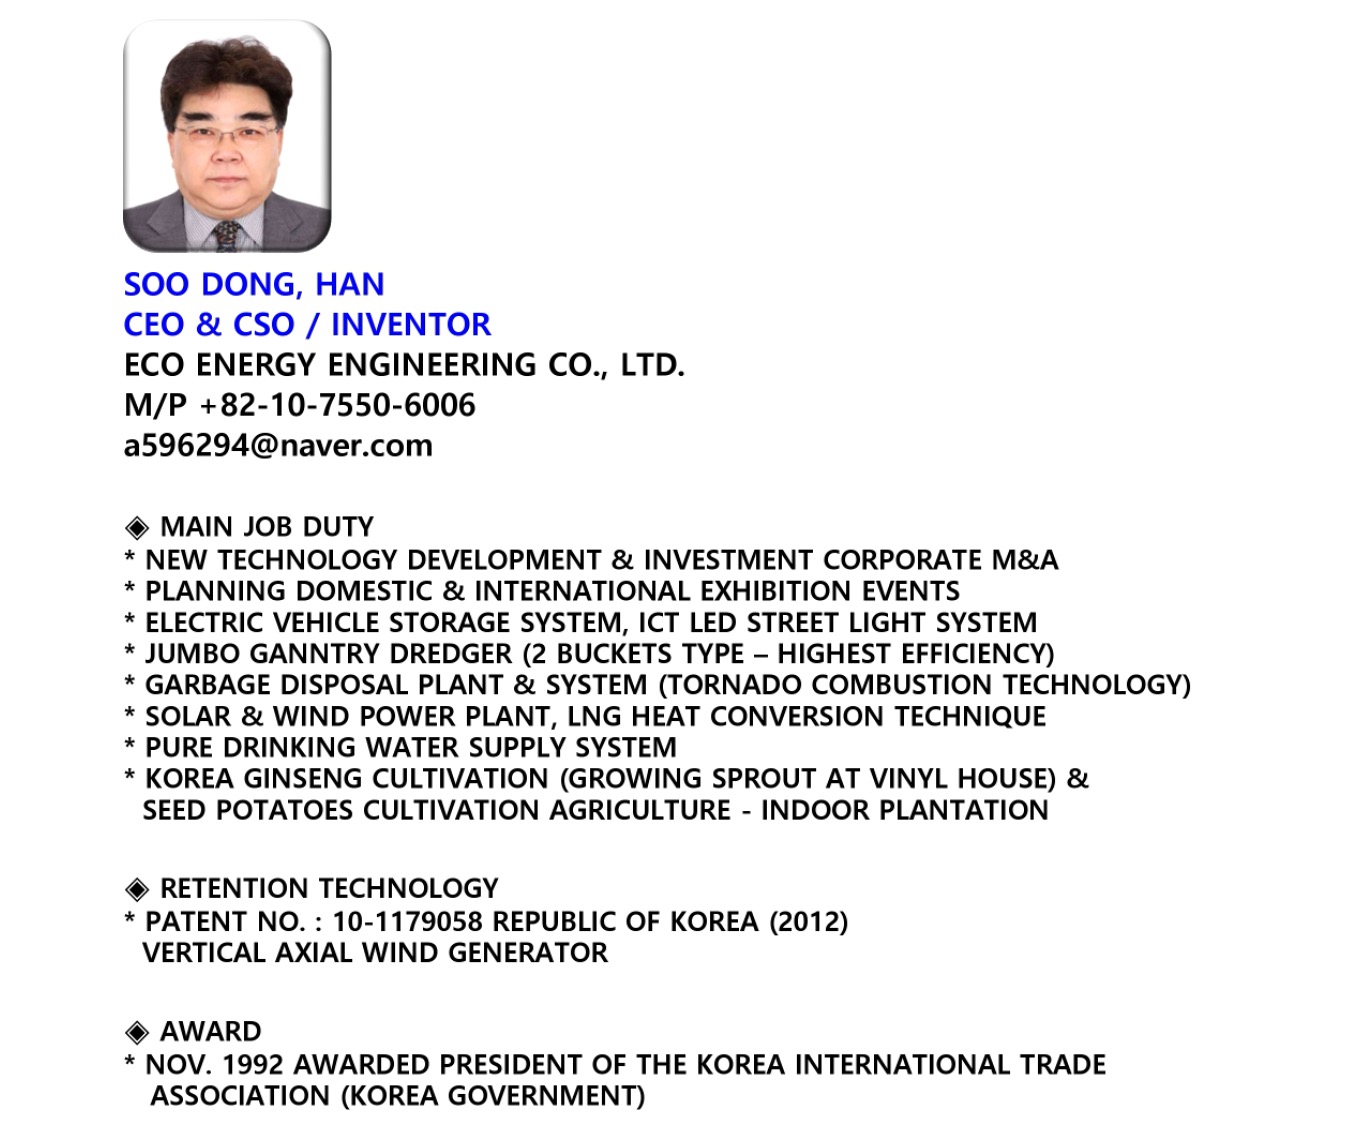 SOO DONG, HAN
CEO & CSO / INVENTOR
ECO ENERGY ENGINEERING CO., LTD.
M/P +82-10-7550-6006
a596294@naver.com
◈ MAIN JOB DUTY
* NEW TECHNOLOGY DEVELOPMENT & INVESTMENT CORPORATE M&A
* PLANNING DOMESTIC & INTERNATIONAL EXHIBITION EVENTS
* ELECTRIC VEHICLE STORAGE SYSTEM, ICT LED STREET LIGHT SYSTEM
* JUMBO GANNTRY DREDGER (2 BUCKETS TYPE – HIGHEST EFFICIENCY)
* GARBAGE DISPOSAL PLANT & SYSTEM (TORNADO COMBUSTION TECHNOLOGY)
* SOLAR & WIND POWER PLANT, LNG HEAT CONVERSION TECHNIQUE
* PURE DRINKING WATER SUPPLY SYSTEM
* KOREA GINSENG CULTIVATION (GROWING SPROUT AT VINYL HOUSE) &
SEED POTATOES CULTIVATION AGRICULTURE - INDOOR PLANTATION
◈ RETENTION TECHNOLOGY
* PATENT NO. : 10-1179058 REPUBLIC OF KOREA (2012)
VERTICAL AXIAL WIND GENERATOR
◈ AWARD
* NOV. 1992 AWARDED PRESIDENT OF THE KOREA INTERNATIONAL TRADE
ASSOCIATION (KOREA GOVERNMENT)